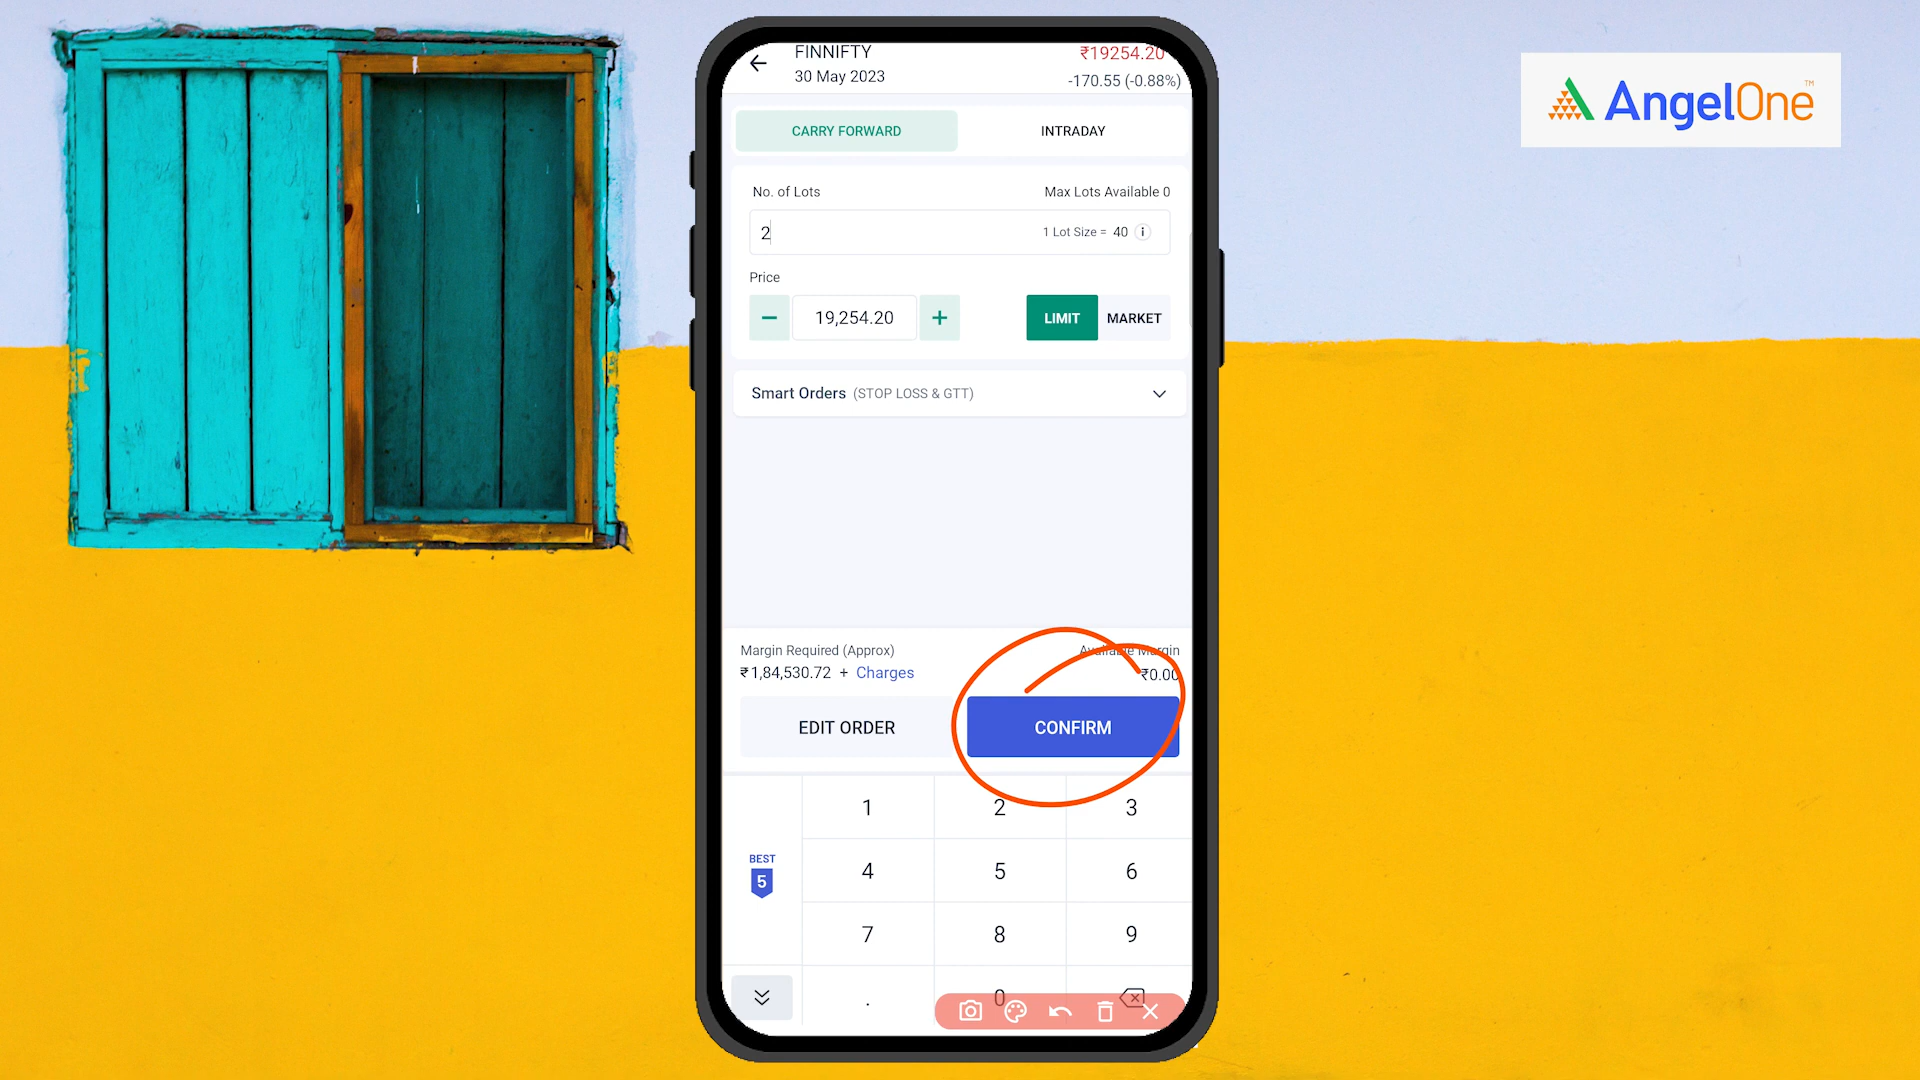 FINNIFTY
₹19254.20
30 May 2023
-170.55 (-0.88%)
AngelOne™
CARRY FORWARD
INTRADAY
No. of Lots
Max Lots Available 0
2
1 Lot Size = 40
Price
− 19,254.20 +
LIMIT
MARKET
Smart Orders (STOP LOSS & GTT)
Margin Required (Approx)
Available Margin
₹1,84,530.72 + Charges
₹0.00
EDIT ORDER
CONFIRM
1 2 3
BEST
5
4 5 6
7 8 9
. 0